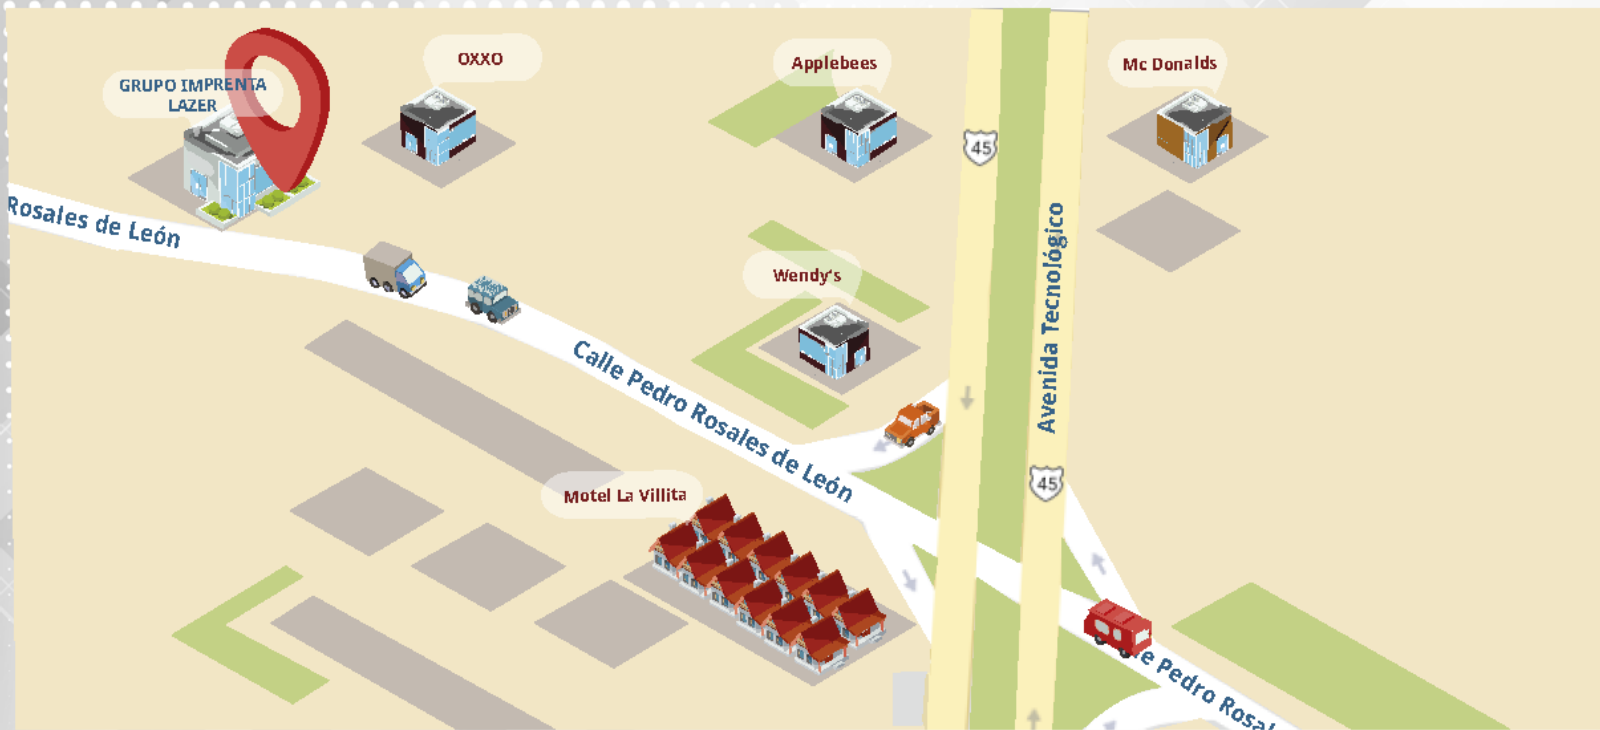 GRUPO IMPRENTA
LAZER
OXXO
Applebees
Mc Donalds
45
Rosales de León
Avenida Tecnológico
Wendy's
Calle Pedro Rosales de León
45
Motel La Villita
Pedro